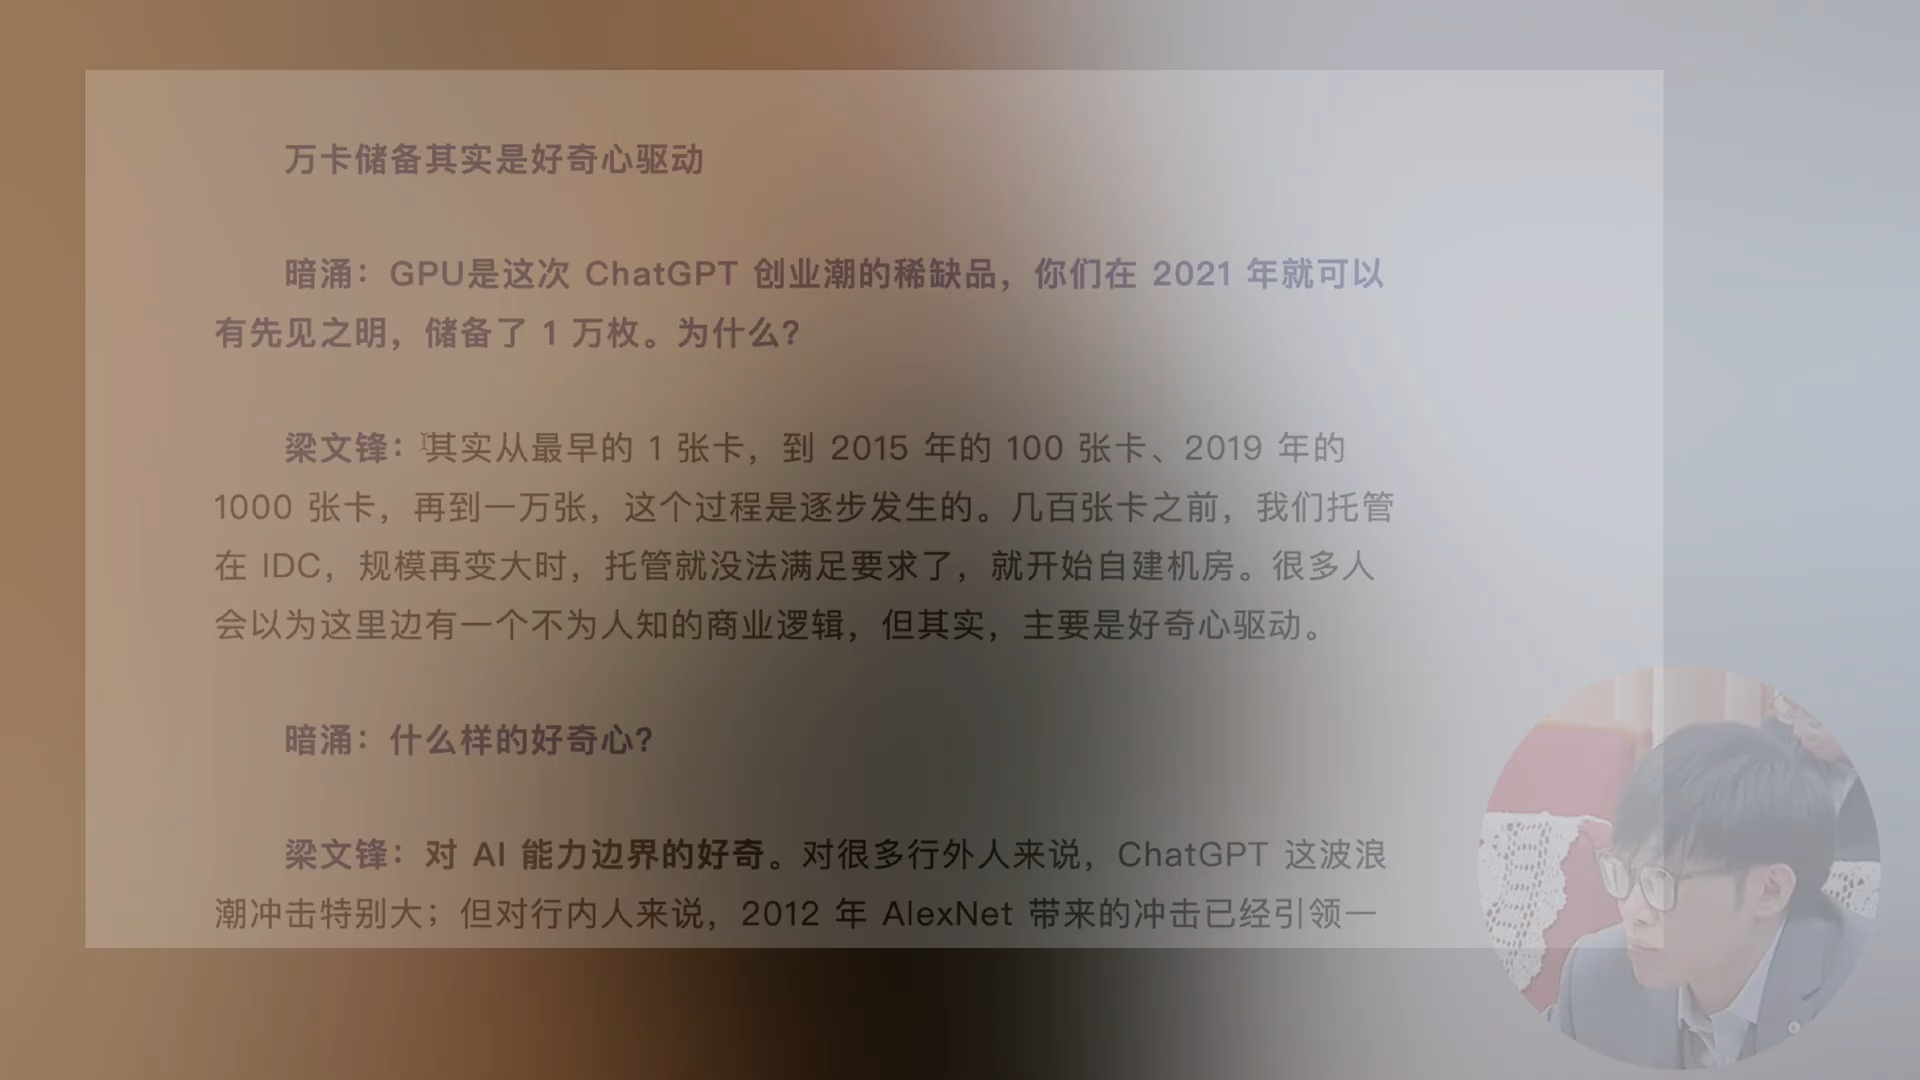 万卡储备其实是好奇心驱动
暗涌：GPU是这次 ChatGPT 创业潮的稀缺品，你们在 2021 年就可以
有先见之明，储备了 1 万枚。为什么？
梁文锋：其实从最早的 1 张卡，到 2015 年的 100 张卡、2019 年的
1000 张卡，再到一万张，这个过程是逐步发生的。几百张卡之前，我们托管
在 IDC，规模再变大时，托管就没法满足要求了，就开始自建机房。很多人
会以为这里边有一个不为人知的商业逻辑，但其实，主要是好奇心驱动。
暗涌：什么样的好奇心？
梁文锋：对 AI 能力边界的好奇。对很多行外人来说，ChatGPT 这波浪
潮冲击特别大；但对行内人来说，2012 年 AlexNet 带来的冲击已经引领一